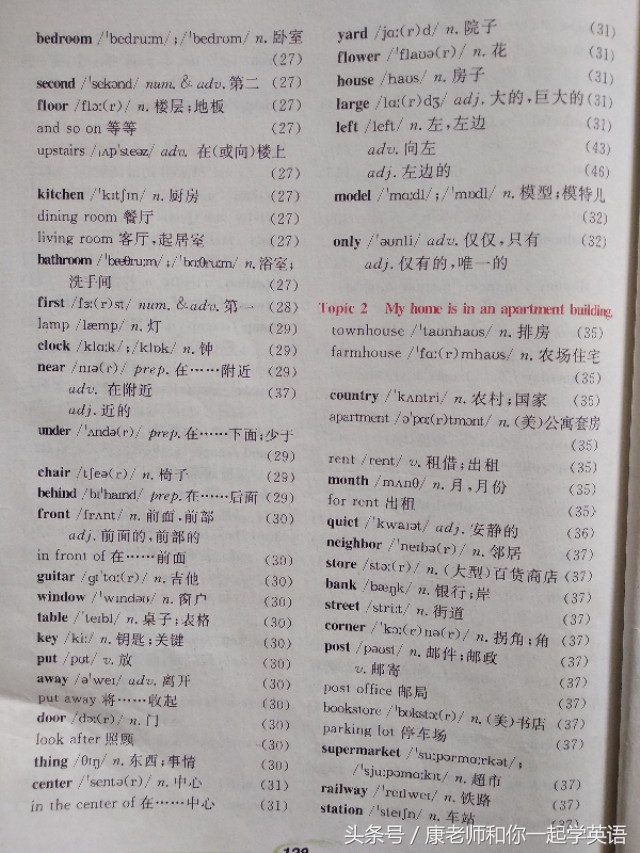 bedroom /ˈbedruːm/;/ˈbedrʊm/ n. 卧室
(27)
second /ˈsekənd/ num. & adv. 第二 (27)
floor /flɔː(r)/ n. 楼层;地板 (27)
and so on 等等 (27)
upstairs /ˌʌpˈsteəz/ adv. 在(或向)楼上
(27)
kitchen /ˈkɪtʃɪn/ n. 厨房 (27)
dining room 餐厅 (27)
living room 客厅,起居室 (27)
bathroom /ˈbæθruːm/;/ˈbɑːθruːm/ n. 浴室;
洗手间 (27)
first /fɜː(r)st/ num. & adv. 第一 (28)
lamp /læmp/ n. 灯 (29)
clock /klɑːk/;/klɒk/ n. 钟 (29)
near /nɪə(r)/ prep. 在……附近 (29)
adv. 在附近 (37)
adj. 近的
under /ˈʌndə(r)/ prep. 在……下面;少于
(29)
chair /tʃeə(r)/ n. 椅子 (29)
behind /bɪˈhaɪnd/ prep. 在……后面 (29)
front /frʌnt/ n. 前面,前部 (30)
adj. 前面的,前部的
in front of 在……前面 (30)
guitar /ɡɪˈtɑː(r)/ n. 吉他 (30)
window /ˈwɪndəʊ/ n. 窗户 (30)
table /ˈteɪbl/ n. 桌子;表格 (30)
key /kiː/ n. 钥匙;关键 (30)
put /pʊt/ v. 放 (30)
away /əˈweɪ/ adv. 离开 (30)
put away 将……收起 (30)
door /dɔː(r)/ n. 门 (30)
look after 照顾 (30)
thing /θɪŋ/ n. 东西;事情 (30)
center /ˈsentə(r)/ n. 中心 (31)
in the center of 在……中心 (31)
yard /jɑː(r)d/ n. 院子 (31)
flower /ˈflaʊə(r)/ n. 花 (31)
house /haʊs/ n. 房子 (31)
large /lɑː(r)dʒ/ adj. 大的,巨大的 (31)
left /left/ n. 左,左边 (31)
adv. 向左 (43)
adj. 左边的 (46)
model /ˈmɑːdl/;/ˈmɒdl/ n. 模型;模特儿
(32)
only /ˈəʊnli/ adv. 仅仅,只有 (32)
adj. 仅有的,唯一的
Topic 2 My home is in an apartment building.
townhouse /ˈtaʊnhaʊs/ n. 排房 (35)
farmhouse /ˈfɑː(r)mhaʊs/ n. 农场住宅
(35)
country /ˈkʌntri/ n. 农村;国家 (35)
apartment /əˈpɑː(r)tmənt/ n. (美)公寓套房
(35)
rent /rent/ v. 租借;出租 (35)
month /mʌnθ/ n. 月,月份 (35)
for rent 出租 (35)
quiet /ˈkwaɪət/ adj. 安静的 (36)
neighbor /ˈneɪbə(r)/ n. 邻居 (37)
store /stɔː(r)/ n. (大型)百货商店 (37)
bank /bæŋk/ n. 银行;岸 (37)
street /striːt/ n. 街道 (37)
corner /ˈkɔː(r)nə(r)/ n. 拐角;角 (37)
post /pəʊst/ n. 邮件;邮政 (37)
v. 邮寄
post office 邮局 (37)
bookstore /ˈbʊkstɔː(r)/ n. (美)书店 (37)
parking lot 停车场 (37)
supermarket /ˈsuːpərmɑːrkət/;
/ˈsjuːpəmɑːkɪt/ n. 超市 (37)
railway /ˈreɪlweɪ/ n. 铁路 (37)
station /ˈsteɪʃn/ n. 车站 (37)
头条号/康老师和你一起学英语